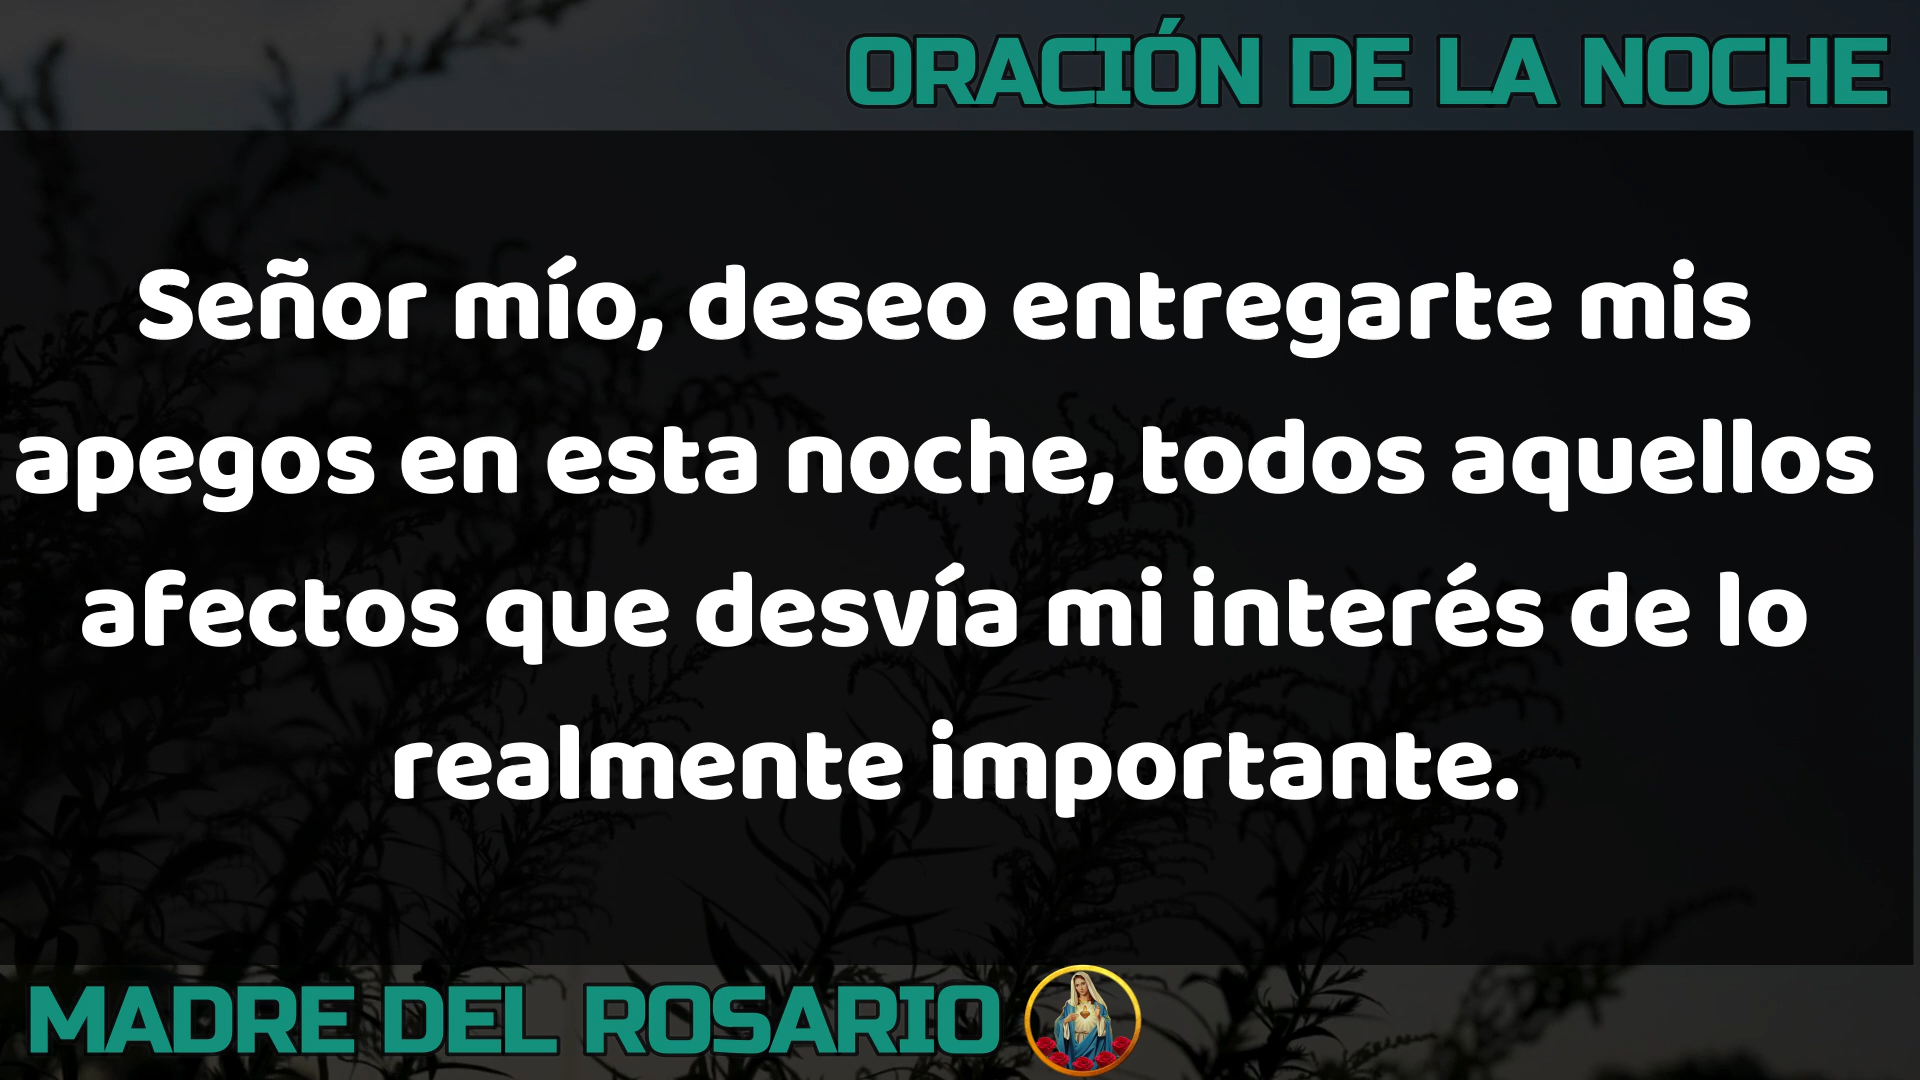 ORACIÓN DE LA NOCHE
Señor mío, deseo entregarte mis
apegos en esta noche, todos aquellos
afectos que desvía mi interés de lo
realmente importante.
MADRE DEL ROSARIO